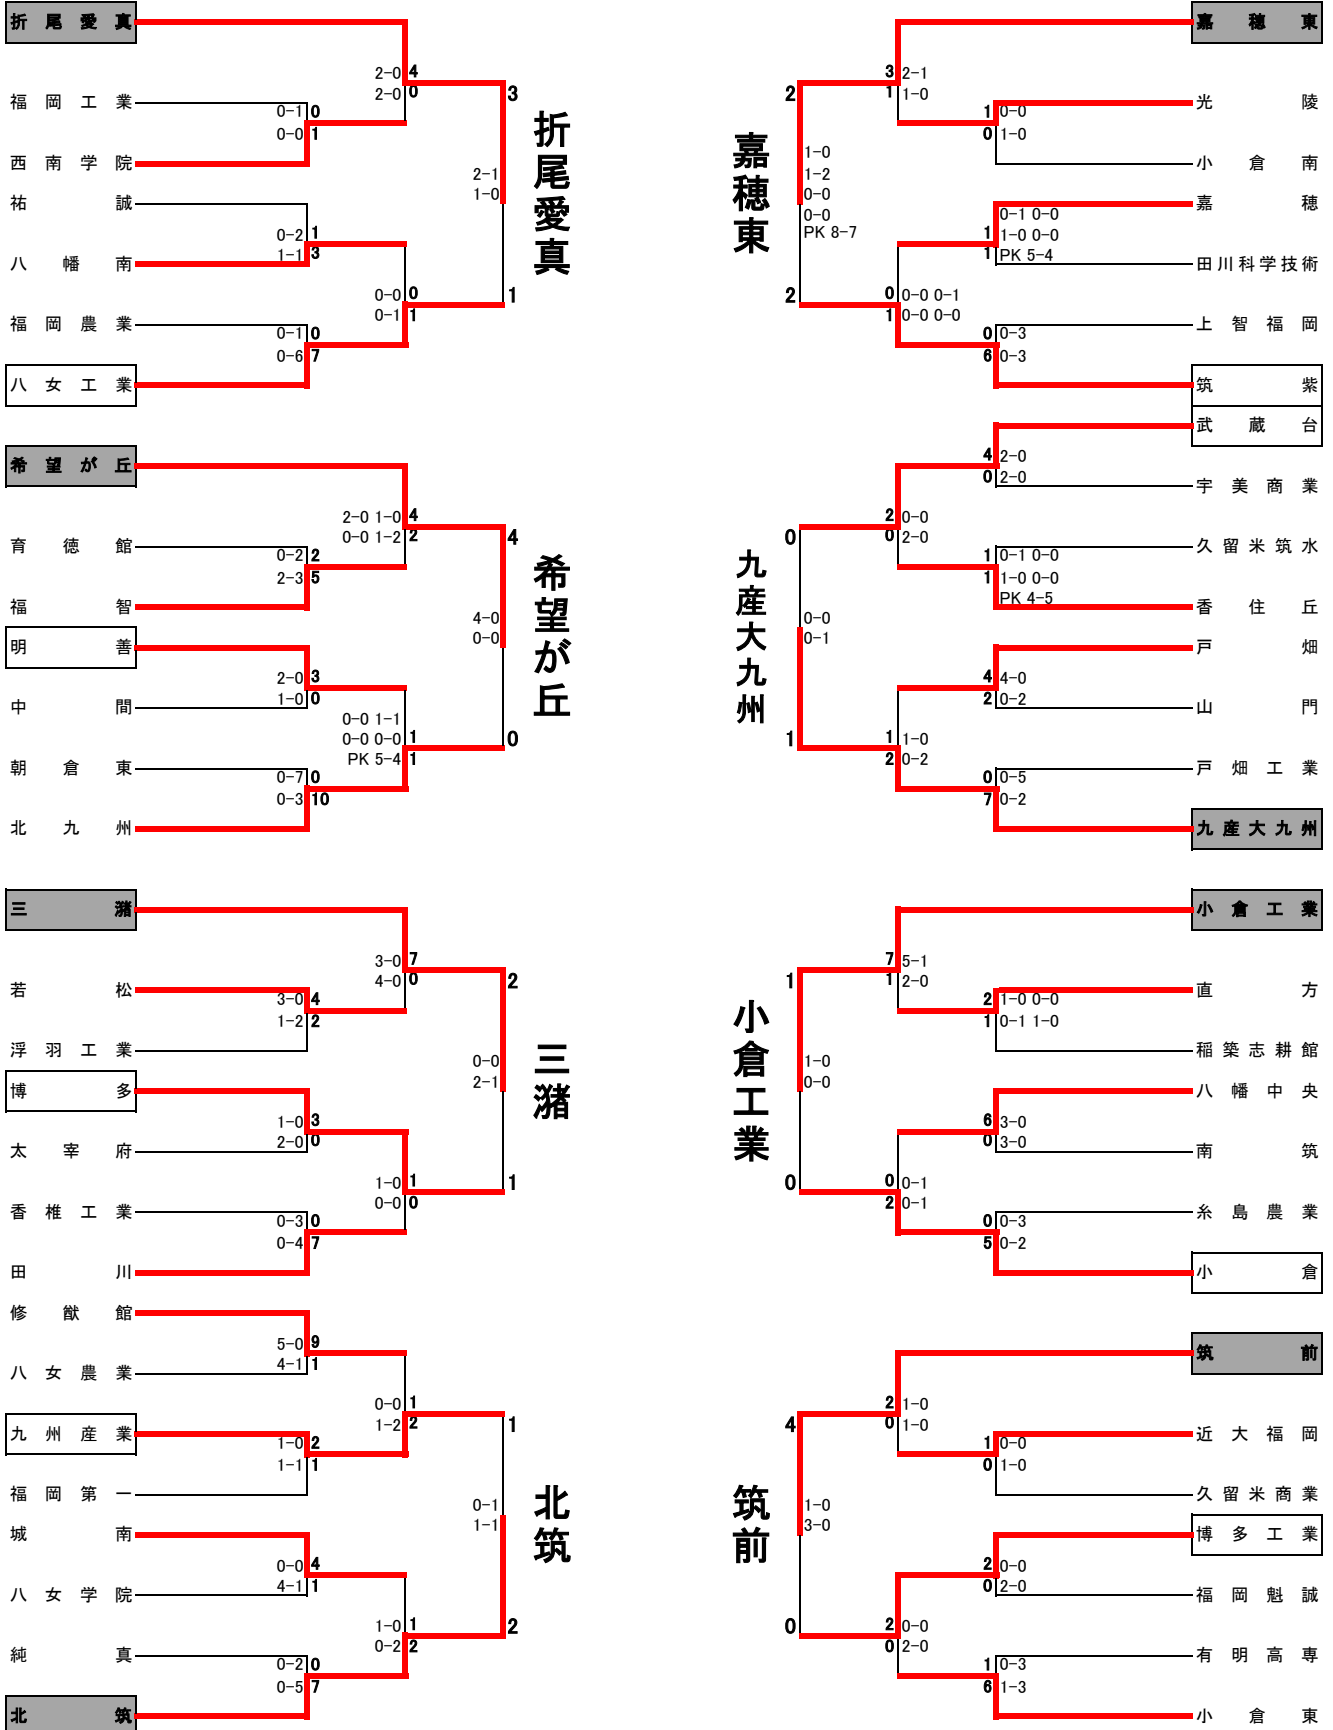 折尾愛真
2-0 4
2-0 0
福岡工業
0-1 0
0-0 1
西南学院
3
2-1
1-0
1
折尾愛真
祐誠
0-2 1
1-1 3
八幡南
0-0 0
0-1 1
福岡農業
0-1 0
0-6 7
八女工業
希望が丘
2-0 1-0 4
0-0 1-2 2
育徳館
0-2 2
2-3 5
福智
4
4-0
0-0
0
希望が丘
明善
2-0 3
1-0 0
中間
0-0 1-1
0-0 0-0 1
PK 5-4 1
朝倉東
0-7 0
0-3 10
北九州
三潴
3-0 7
4-0 0
若松
3-0 4
1-2 2
浮羽工業
2
0-0
2-1
1
三潴
博多
1-0 3
2-0 0
太宰府
1-0 1
0-0 0
香椎工業
0-3 0
0-4 7
田川
修猷館
5-0 9
4-1 1
八女農業
0-0 1
1-2 2
九州産業
1-0 2
1-1 1
福岡第一
1
0-1
1-1
2
北筑
城南
0-0 4
4-1 1
八女学院
1-0 1
0-2 2
純真
0-2 0
0-5 7
北筑
嘉穂東
3 2-1
1 1-0
光陵
1 0-0
0 1-0
小倉南
嘉穂東
2
1-0
1-2
0-0
0-0
PK 8-7
2
嘉穂
1 0-1 0-0
1-0 0-0
1 PK 5-4
田川科学技術
0 0-0 0-1
1 0-0 0-0
上智福岡
0 0-3
6 0-3
筑紫
武蔵台
4 2-0
0 2-0
宇美商業
2 0-0
0 2-0
久留米筑水
1 0-1 0-0
1 1-0 0-0
PK 4-5
香住丘
九産大九州
0
0-0
0-1
1
戸畑
4 4-0
2 0-2
山門
1 1-0
2 0-2
戸畑工業
0 0-5
7 0-2
九産大九州
小倉工業
7 5-1
1 2-0
直方
2 1-0 0-0
1 0-1 1-0
稲築志耕館
小倉工業
1
1-0
0-0
0
八幡中央
6 3-0
0 3-0
南筑
0 0-1
2 0-1
糸島農業
0 0-3
5 0-2
小倉
筑前
2 1-0
0 1-0
近大福岡
1 0-0
0 1-0
久留米商業
筑前
4
1-0
3-0
0
博多工業
2 0-0
0 2-0
福岡魁誠
2 0-0
0 2-0
有明高専
1 0-3
6 1-3
小倉東